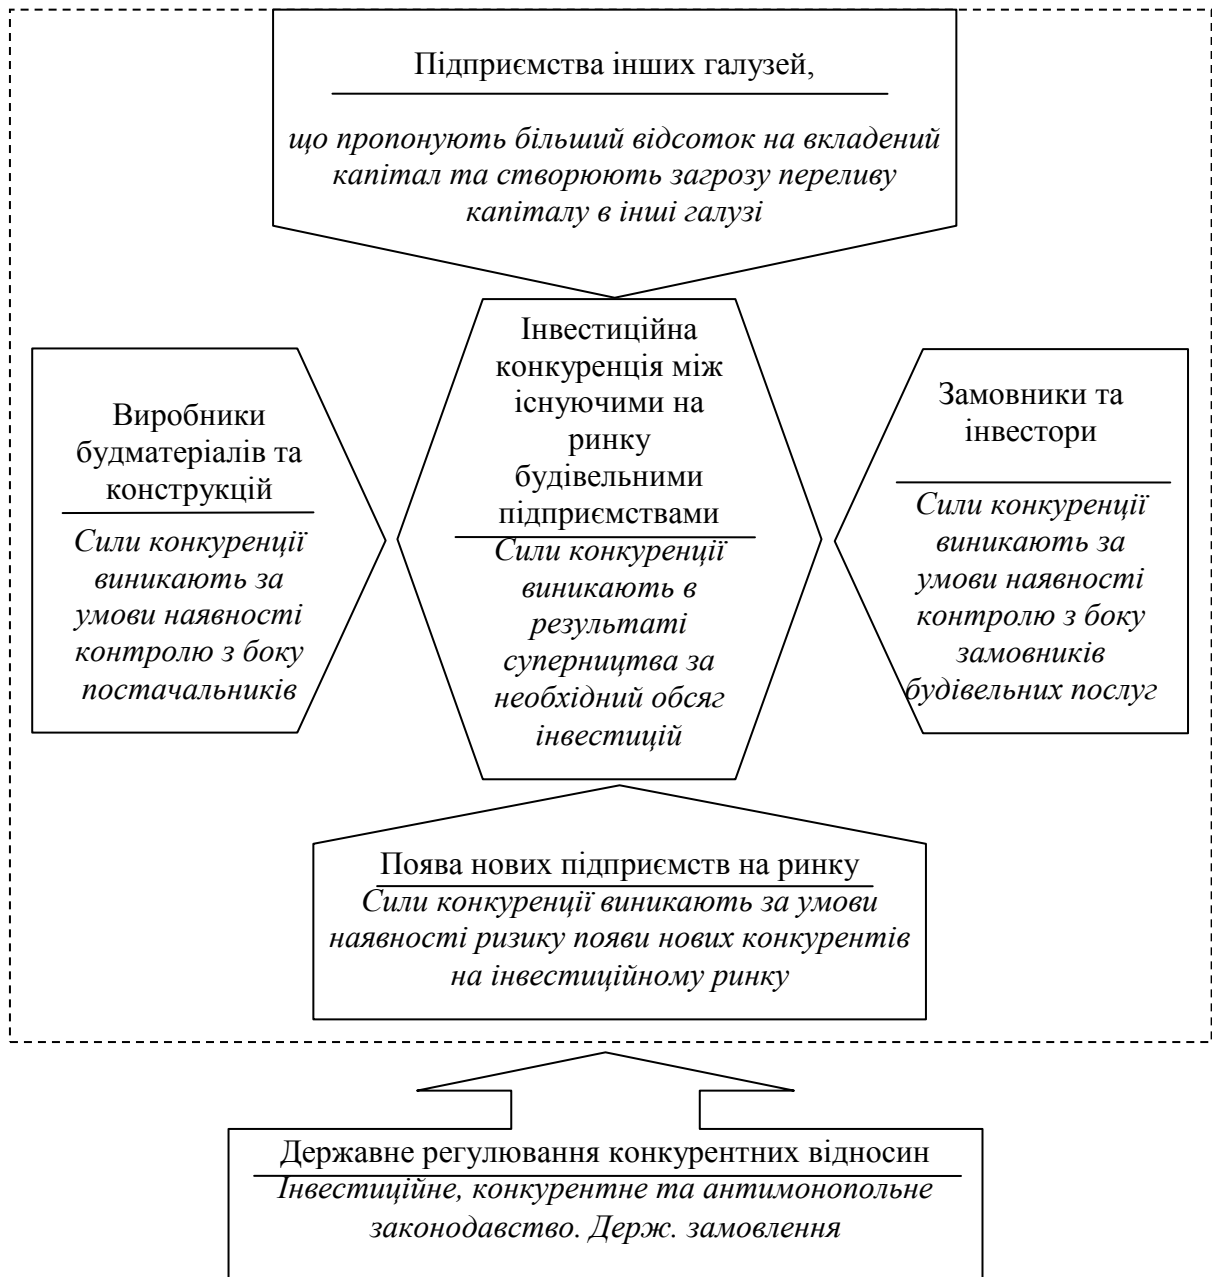 Підприємства інших галузей,
що пропонують більший відсоток на вкладений
капітал та створюють загрозу переливу
капіталу в інші галузі
Виробники
будматеріалів та
конструкцій
Сили конкуренції
виникають за
умови наявності
контролю з боку
постачальників
Інвестиційна
конкуренція між
існуючими на
ринку
будівельними
підприємствами
Сили конкуренції
виникають в
результаті
суперництва за
необхідний обсяг
інвестицій
Замовники та
інвестори
Сили конкуренції
виникають за
умови наявності
контролю з боку
замовників
будівельних послуг
Поява нових підприємств на ринку
Сили конкуренції виникають за умови
наявності ризику появи нових конкурентів
на інвестиційному ринку
Державне регулювання конкурентних відносин
Інвестиційне, конкурентне та антимонопольне
законодавство. Держ. замовлення